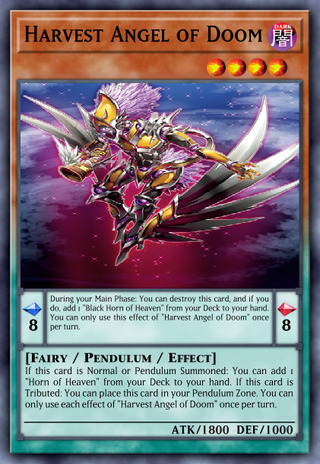 Harvest Angel of Doom
DARK
闇
During your Main Phase: You can destroy this card, and if you
do, add 1 "Black Horn of Heaven" from your Deck to your hand.
You can only use this effect of "Harvest Angel of Doom" once
per turn.
8
8
[Fairy / Pendulum / Effect]
If this card is Normal or Pendulum Summoned: You can add 1
"Horn of Heaven" from your Deck to your hand. If this card is
Tributed: You can place this card in your Pendulum Zone. You can
only use each effect of "Harvest Angel of Doom" once per turn.
ATK/1800 DEF/1000